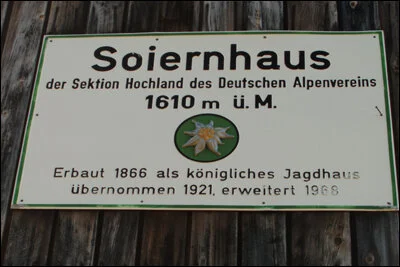 Soiernhaus
der Sektion Hochland des Deutschen Alpenvereins
1610 m ü.M.
Erbaut 1866 als königliches Jagdhaus
übernommen 1921, erweitert 1968